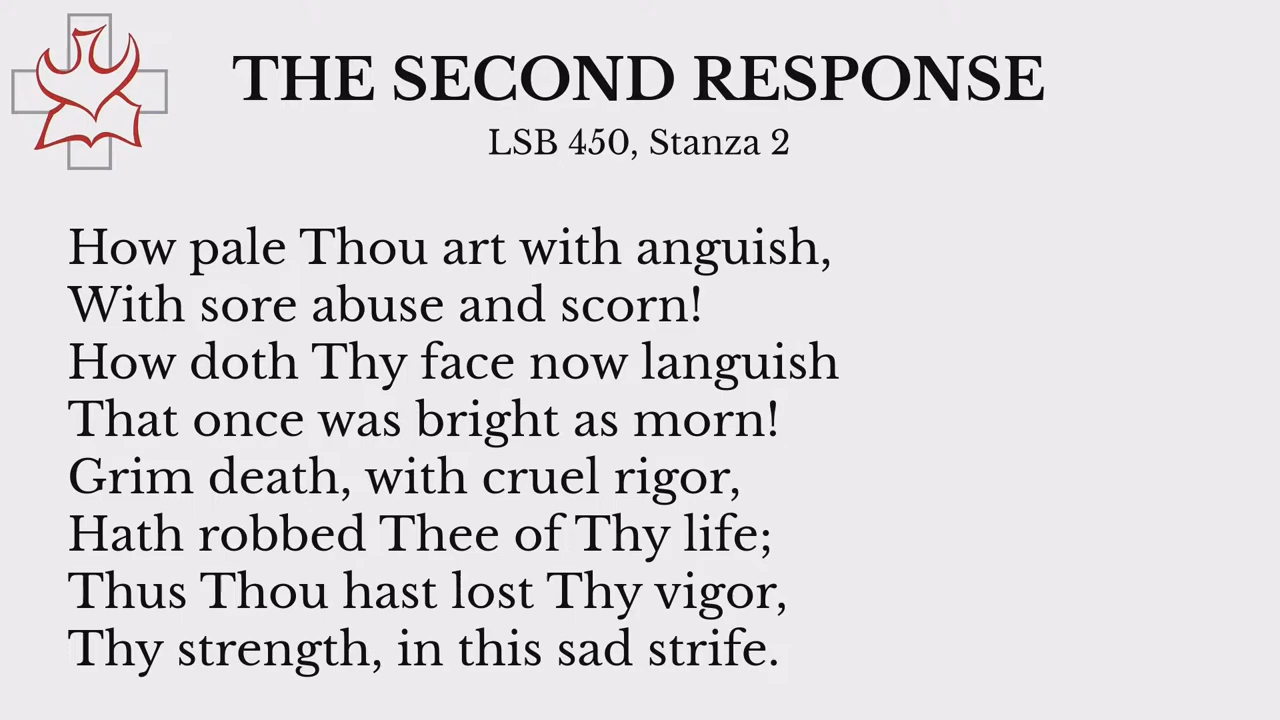 THE SECOND RESPONSE
LSB 450, Stanza 2
How pale Thou art with anguish,
With sore abuse and scorn!
How doth Thy face now languish
That once was bright as morn!
Grim death, with cruel rigor,
Hath robbed Thee of Thy life;
Thus Thou hast lost Thy vigor,
Thy strength, in this sad strife.